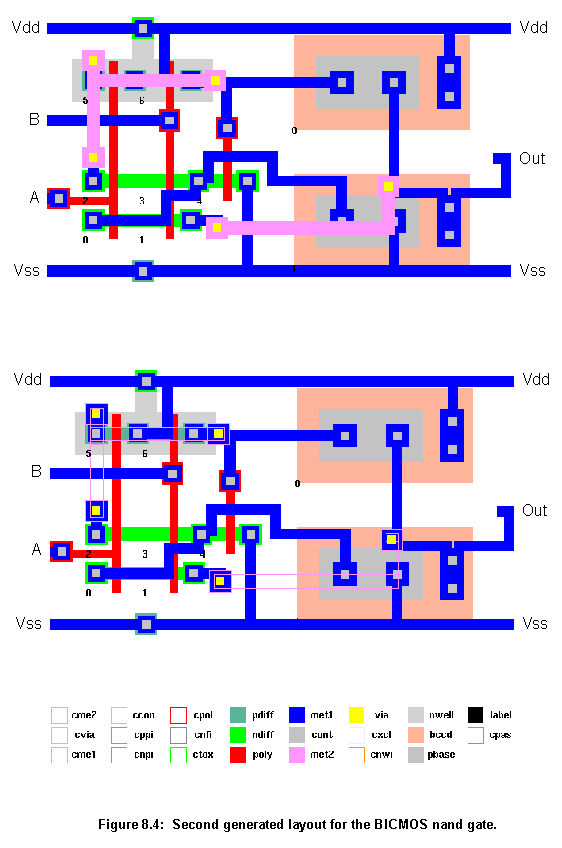 Vdd Vdd
5 6
B
0
Out
A
2 3 4
0 1
Vss Vss
Vdd Vdd
5 6
B
0
Out
A
2 3 4
0 1
Vss Vss
cme2 ccon cpol pdiff met1 via nwell label
cvia cppi cnfi ndiff cont cxcl bccd cpas
cme1 cnpi ctox poly met2 cnwi pbase
Figure 8.4: Second generated layout for the BICMOS nand gate.